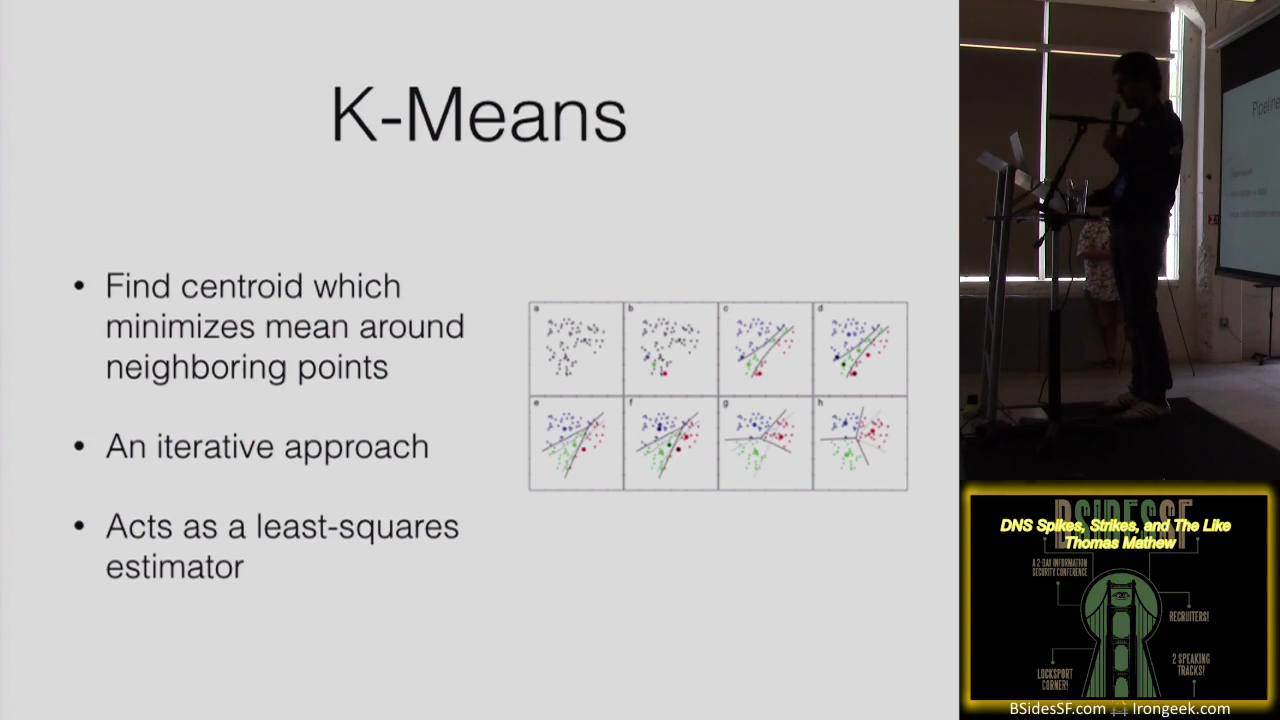 K-Means
• Find centroid which
minimizes mean around
neighboring points
• An iterative approach
• Acts as a least-squares
estimator
a
b
c
d
e
f
g
h
Pipeline
BSIDESSF
DNS Spikes, Strikes, and The Like
Thomas Mathew
A 2-DAY INFORMATION
SECURITY CONFERENCE
RECRUITERS!
2 SPEAKING
TRACKS!
LOCKSPORT
CORNER!
BSidesSF.com Irongeek.com